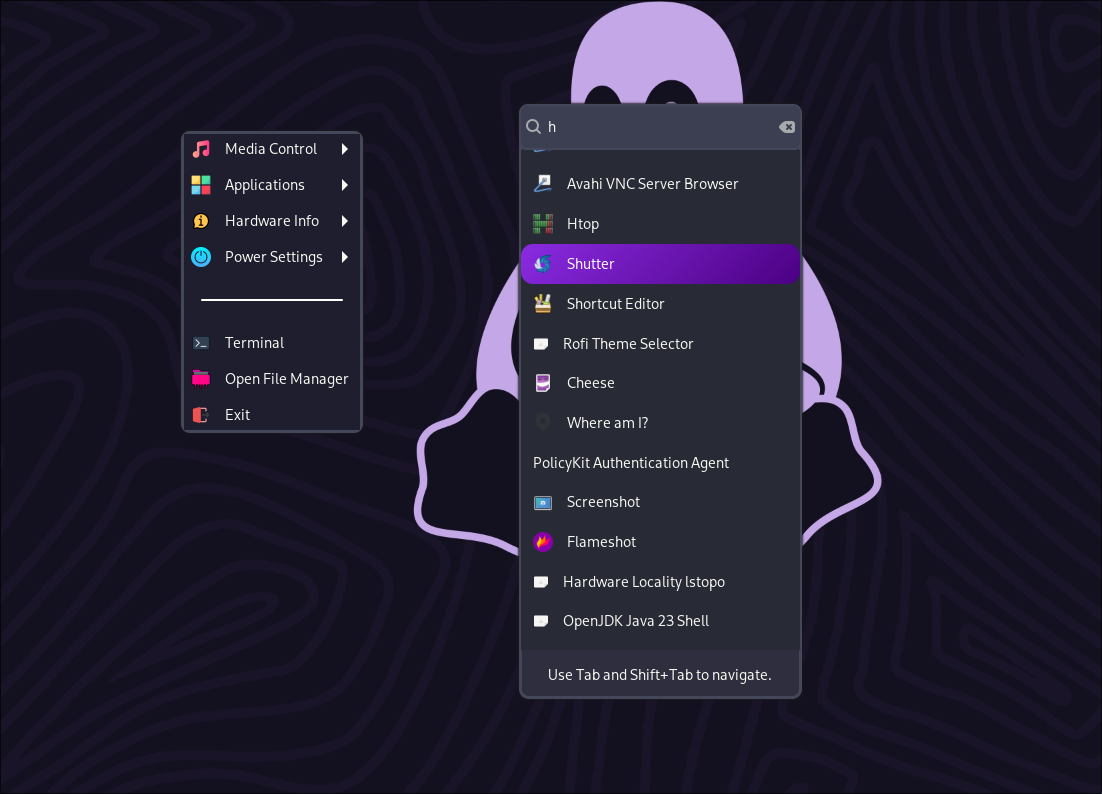 Media Control
Applications
Hardware Info
Power Settings
Terminal
Open File Manager
Exit
h
Avahi VNC Server Browser
Htop
Shutter
Shortcut Editor
Rofi Theme Selector
Cheese
Where am I?
PolicyKit Authentication Agent
Screenshot
Flameshot
Hardware Locality lstopo
OpenJDK Java 23 Shell
Use Tab and Shift+Tab to navigate.